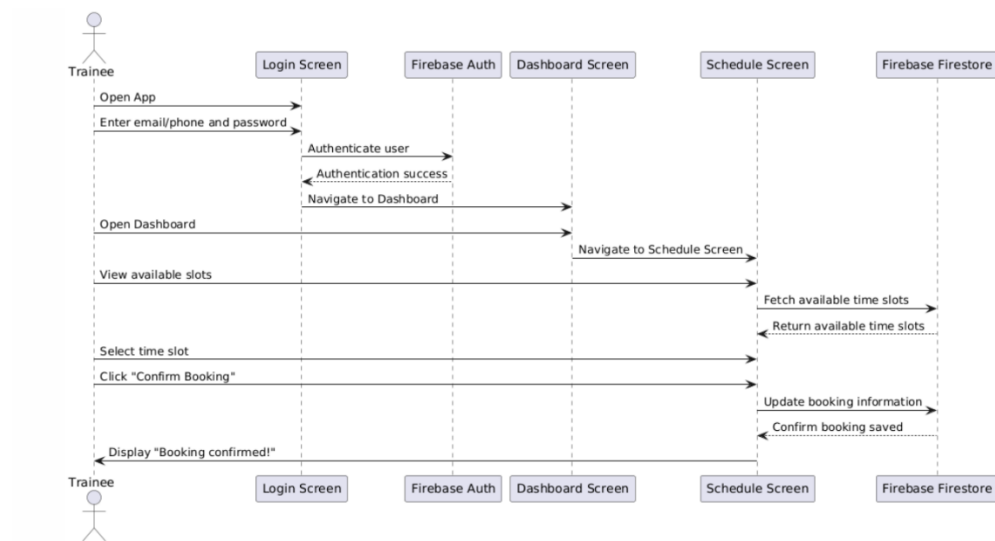 Trainee
Login Screen
Firebase Auth
Dashboard Screen
Schedule Screen
Firebase Firestore
Open App
Enter email/phone and password
Authenticate user
Authentication success
Navigate to Dashboard
Open Dashboard
Navigate to Schedule Screen
View available slots
Fetch available time slots
Return available time slots
Select time slot
Click "Confirm Booking"
Update booking information
Confirm booking saved
Display "Booking confirmed!"
Trainee
Login Screen
Firebase Auth
Dashboard Screen
Schedule Screen
Firebase Firestore